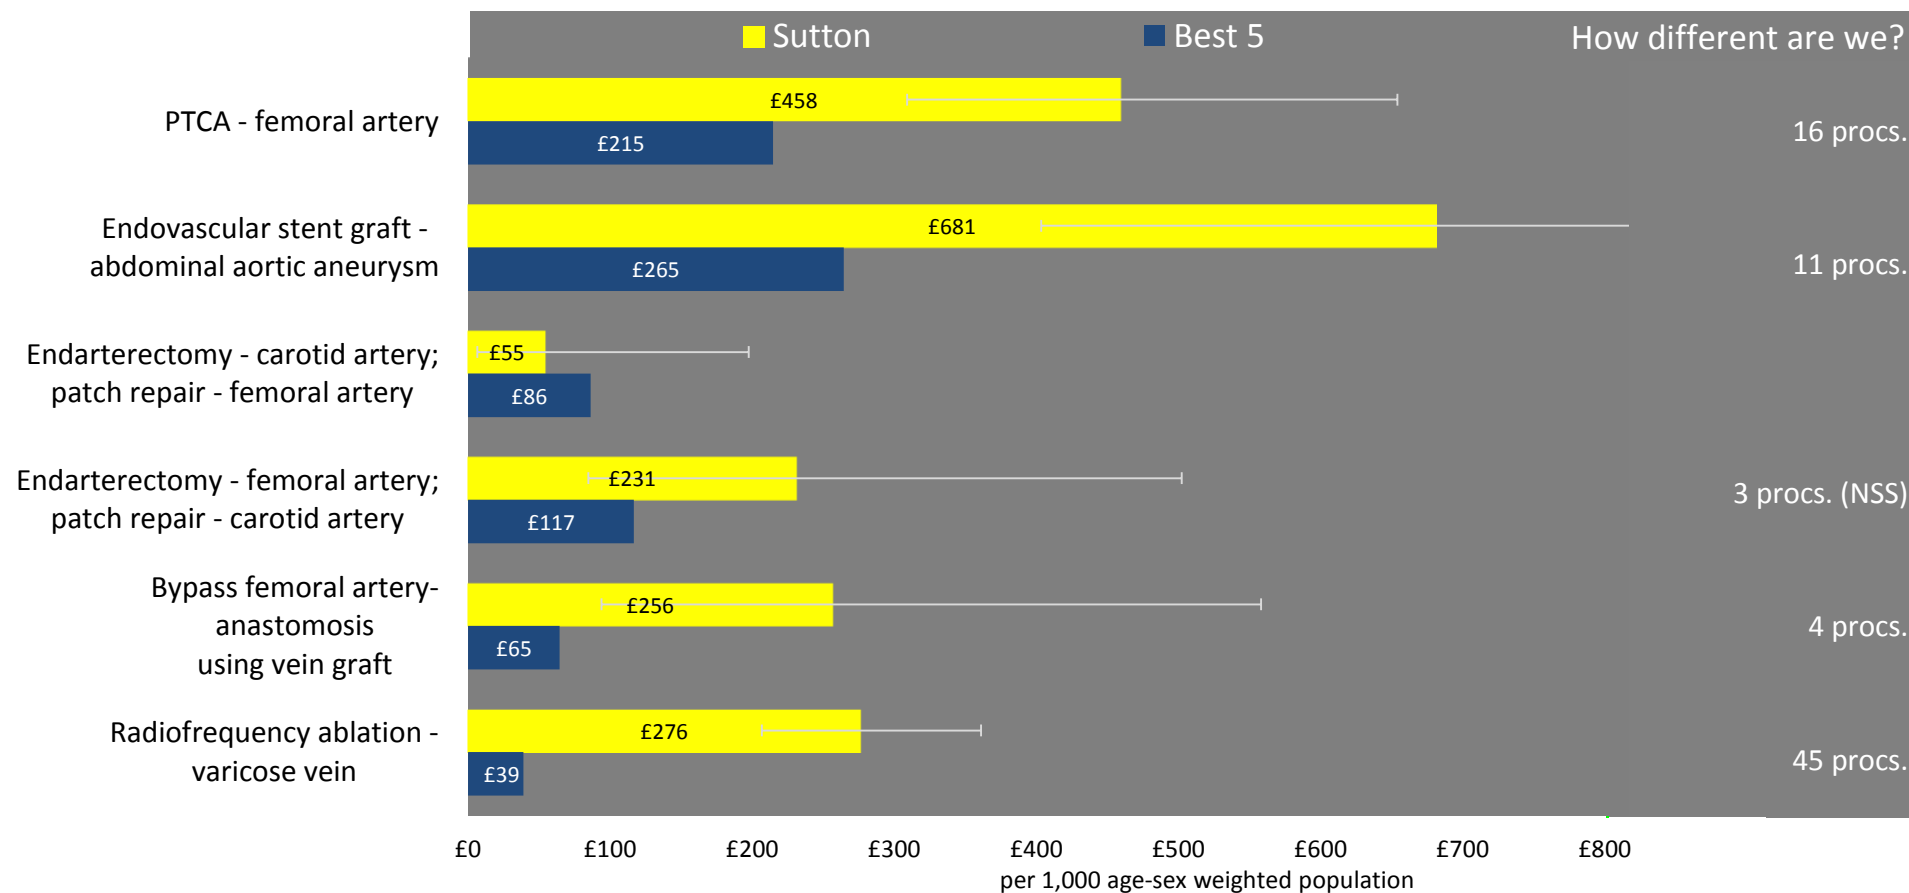 Sutton
Best 5
How different are we?
PTCA - femoral artery
£458
£215
16 procs.
Endovascular stent graft -
abdominal aortic aneurysm
£681
£265
11 procs.
Endarterectomy - carotid artery;
patch repair - femoral artery
£55
£86
Endarterectomy - femoral artery;
patch repair - carotid artery
£231
£117
3 procs. (NSS)
Bypass femoral artery-
anastomosis
using vein graft
£256
£65
4 procs.
Radiofrequency ablation -
varicose vein
£276
£39
45 procs.
£0 £100 £200 £300 £400 £500 £600 £700 £800
per 1,000 age-sex weighted population